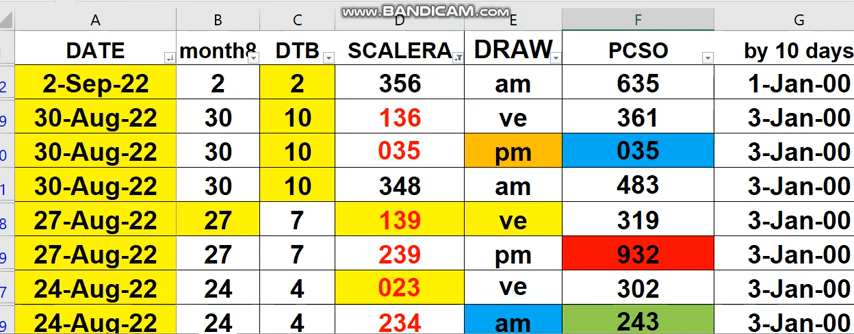 www.BANDICAM.com
A B C D E F G
DATE month8 DTB SCALERA DRAW PCSO by 10 days
2 2-Sep-22 2 2 356 am 635 1-Jan-00
9 30-Aug-22 30 10 136 ve 361 3-Jan-00
0 30-Aug-22 30 10 035 pm 035 3-Jan-00
1 30-Aug-22 30 10 348 am 483 3-Jan-00
8 27-Aug-22 27 7 139 ve 319 3-Jan-00
9 27-Aug-22 27 7 239 pm 932 3-Jan-00
7 24-Aug-22 24 4 023 ve 302 3-Jan-00
9 24-Aug-22 24 4 234 am 243 3-Jan-00